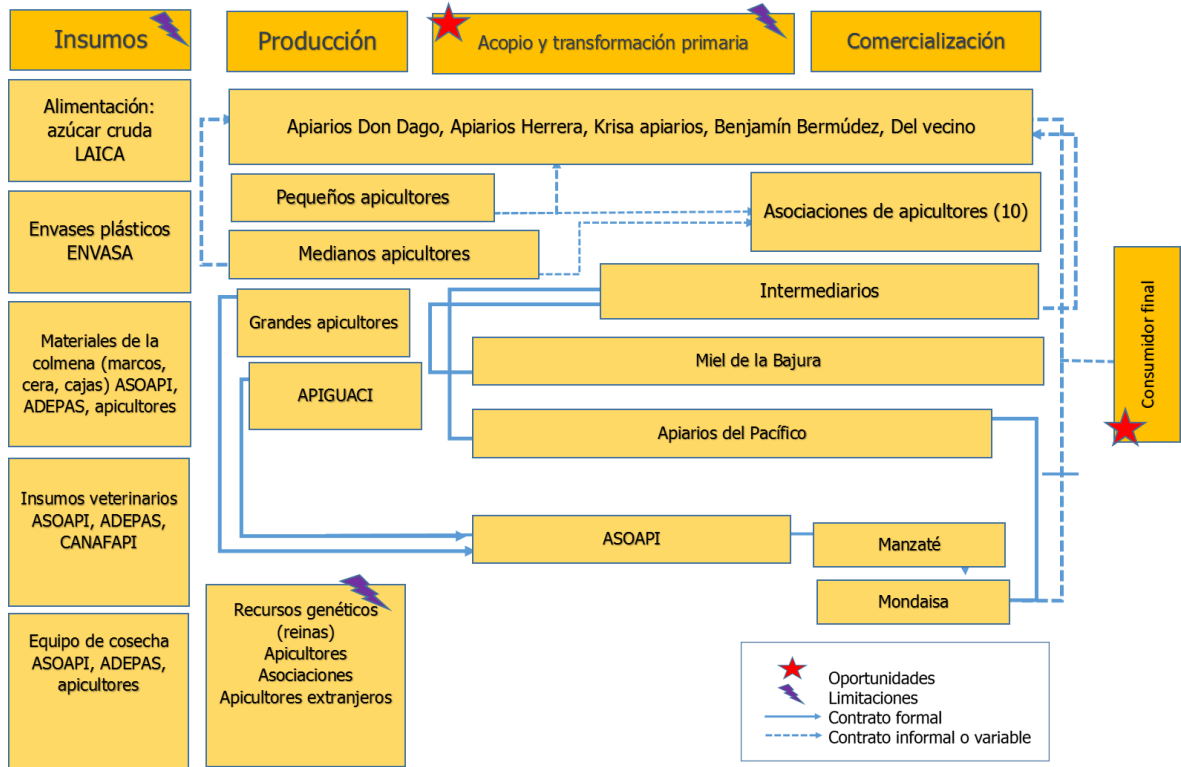 Insumos
Producción
Acopio y transformación primaria
Comercialización
Alimentación:
azúcar cruda
LAICA
Envases plásticos
ENVASA
Materiales de la
colmena (marcos,
cera, cajas) ASOAPI,
ADEPAS, apicultores
Insumos veterinarios
ASOAPI, ADEPAS,
CANAFAPI
Equipo de cosecha
ASOAPI, ADEPAS,
apicultores
Apiarios Don Dago, Apiarios Herrera, Krisa apiarios, Benjamín Bermúdez, Del vecino
Pequeños apicultores
Medianos apicultores
Grandes apicultores
APIGUACI
Recursos genéticos
(reinas)
Apicultores
Asociaciones
Apicultores extranjeros
Asociaciones de apicultores (10)
Intermediarios
Miel de la Bajura
Apiarios del Pacífico
ASOAPI
Manzaté
Mondaisa
Consumidor final
Oportunidades
Limitaciones
Contrato formal
Contrato informal o variable